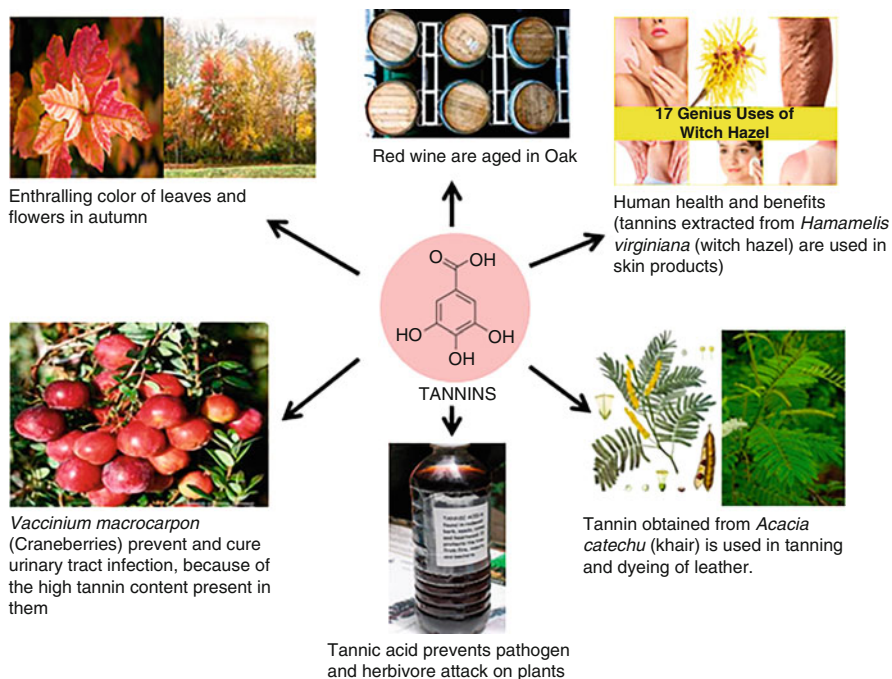 Enthralling color of leaves and
flowers in autumn
Red wine are aged in Oak
17 Genius Uses of
Witch Hazel
Human health and benefits
(tannins extracted from Hamamelis
virginiana (witch hazel) are used in
skin products)
O
OH
HO
OH
OH
TANNINS
Vaccinium macrocarpon
(Craneberries) prevent and cure
urinary tract infection, because of
the high tannin content present in
them
TANNIC ACID
Tannic acid prevents pathogen
and herbivore attack on plants
Tannin obtained from Acacia
catechu (khair) is used in tanning
and dyeing of leather.